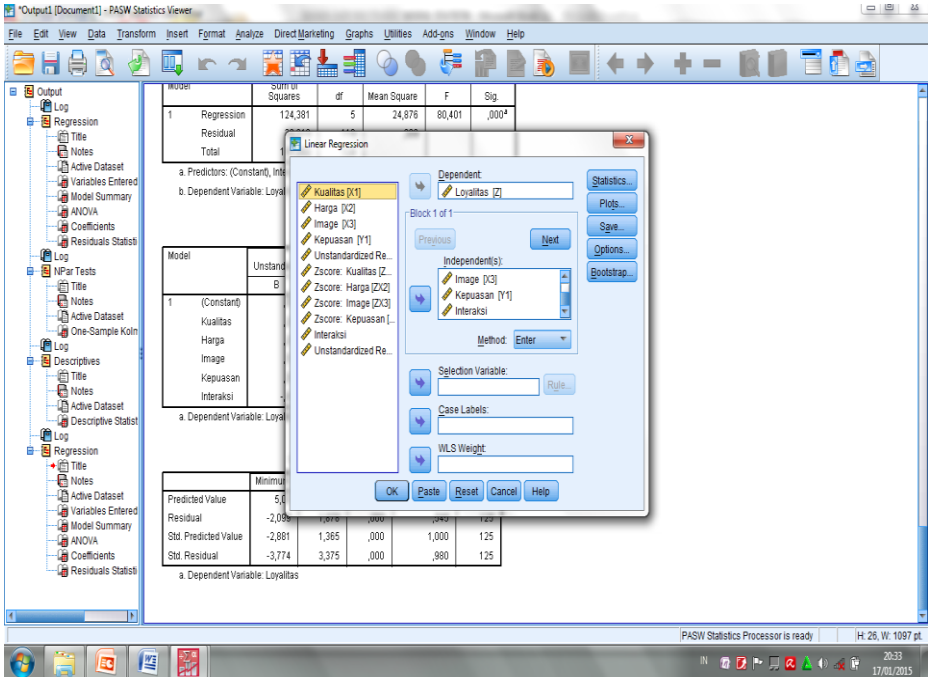 *Output1 [Document1] - PASW Statistics Viewer
File Edit View Data Transform Insert Format Analyze Direct Marketing Graphs Utilities Add-ons Window Help
Output
Log
Regression
Title
Notes
Active Dataset
Variables Entered
Model Summary
ANOVA
Coefficients
Residuals Statisti
Log
NPar Tests
Title
Notes
Active Dataset
One-Sample Kolm
Log
Descriptives
Title
Notes
Active Dataset
Descriptive Statist
Log
Regression
Title
Notes
Active Dataset
Variables Entered
Model Summary
ANOVA
Coefficients
Residuals Statisti
Model Sum of Squares df Mean Square F Sig.
1 Regression 124,381 5 24,876 80,401 ,000a
Residual
Total
a. Predictors: (Constant), Inte
b. Dependent Variable: Loyal
Model Unstand
B
1 (Constant)
Kualitas
Harga
Image
Kepuasan
Interaksi
a. Dependent Variable: Loyal
Minimu
Predicted Value 5,0
Residual -2,095 1,878 ,000 ,545 125
Std. Predicted Value -2,881 1,365 ,000 1,000 125
Std. Residual -3,774 3,375 ,000 ,980 125
a. Dependent Variable: Loyalitas
Linear Regression
Kualitas [X1]
Harga [X2]
Image [X3]
Kepuasan [Y1]
Unstandardized Re...
Zscore: Kualitas [Z...
Zscore: Harga [ZX2]
Zscore: Image [ZX3]
Zscore: Kepuasan [...
Interaksi
Unstandardized Re...
Dependent:
Loyalitas [Z]
Block 1 of 1
Previous Next
Independent(s):
Image [X3]
Kepuasan [Y1]
Interaksi
Method: Enter
Selection Variable:
Rule...
Case Labels:
WLS Weight:
Statistics...
Plots...
Save...
Options...
Bootstrap...
OK Paste Reset Cancel Help
PASW Statistics Processor is ready H: 26, W: 1097 pt.
IN
20:33
17/01/2015